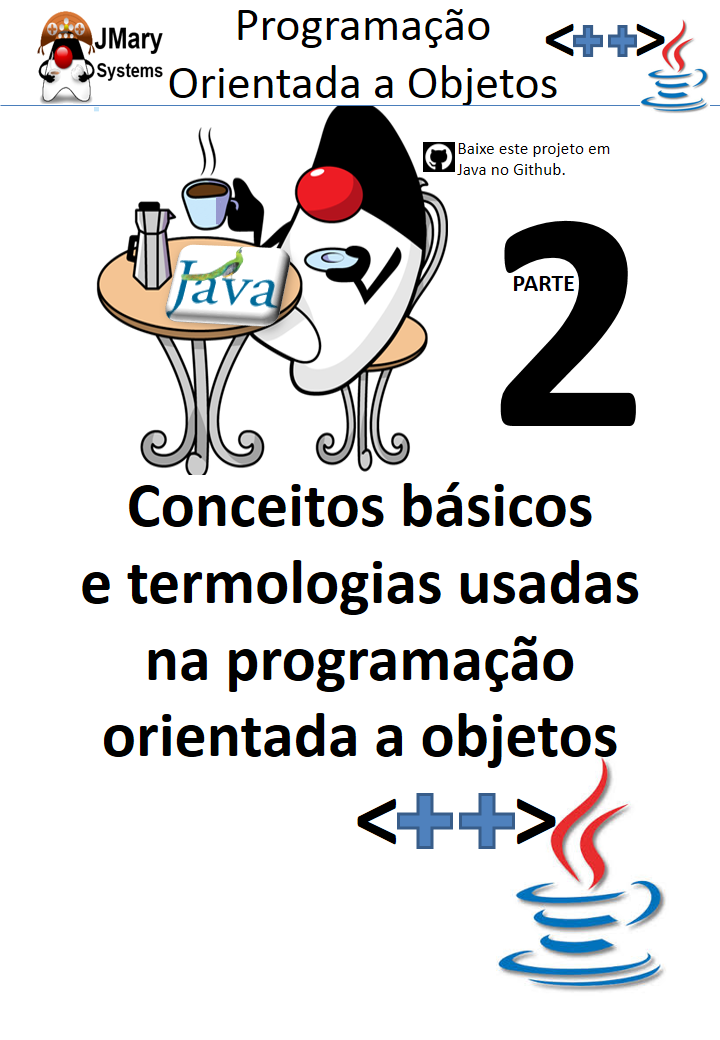 JMary
Systems
Programação
Orientada a Objetos
<++>
Baixe este projeto em
Java no Github.
Java
PARTE
2
Conceitos básicos
e termologias usadas
na programação
orientada a objetos
<++>